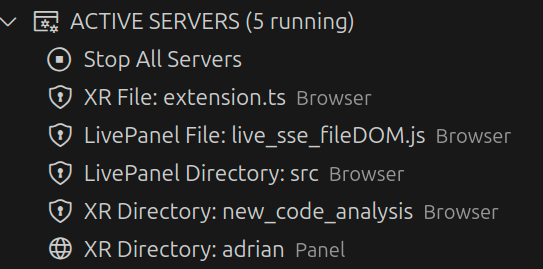 ACTIVE SERVERS (5 running)
Stop All Servers
XR File: extension.ts Browser
LivePanel File: live_sse_fileDOM.js Browser
LivePanel Directory: src Browser
XR Directory: new_code_analysis Browser
XR Directory: adrian Panel